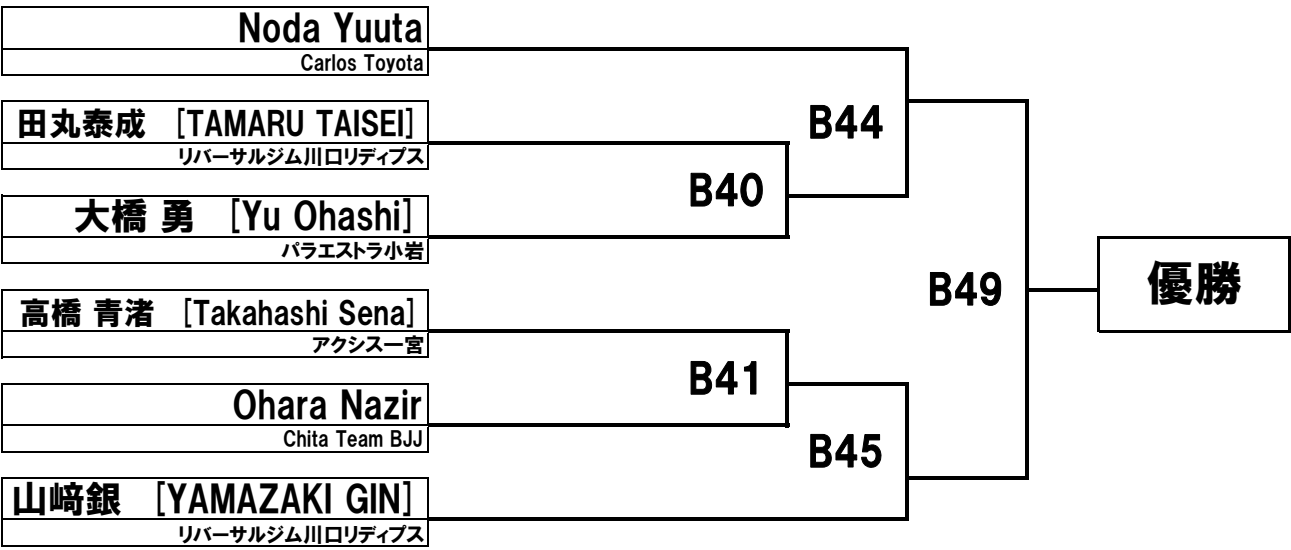 Noda Yuuta
Carlos Toyota
田丸泰成　[TAMARU TAISEI]
リバーサルジム川口リディプス
大橋 勇　[Yu Ohashi]
パラエストラ小岩
高橋 青渚　[Takahashi Sena]
アクシス一宮
Ohara Nazir
Chita Team BJJ
山﨑銀　[YAMAZAKI GIN]
リバーサルジム川口リディプス
B40
B41
B44
B45
B49
優勝